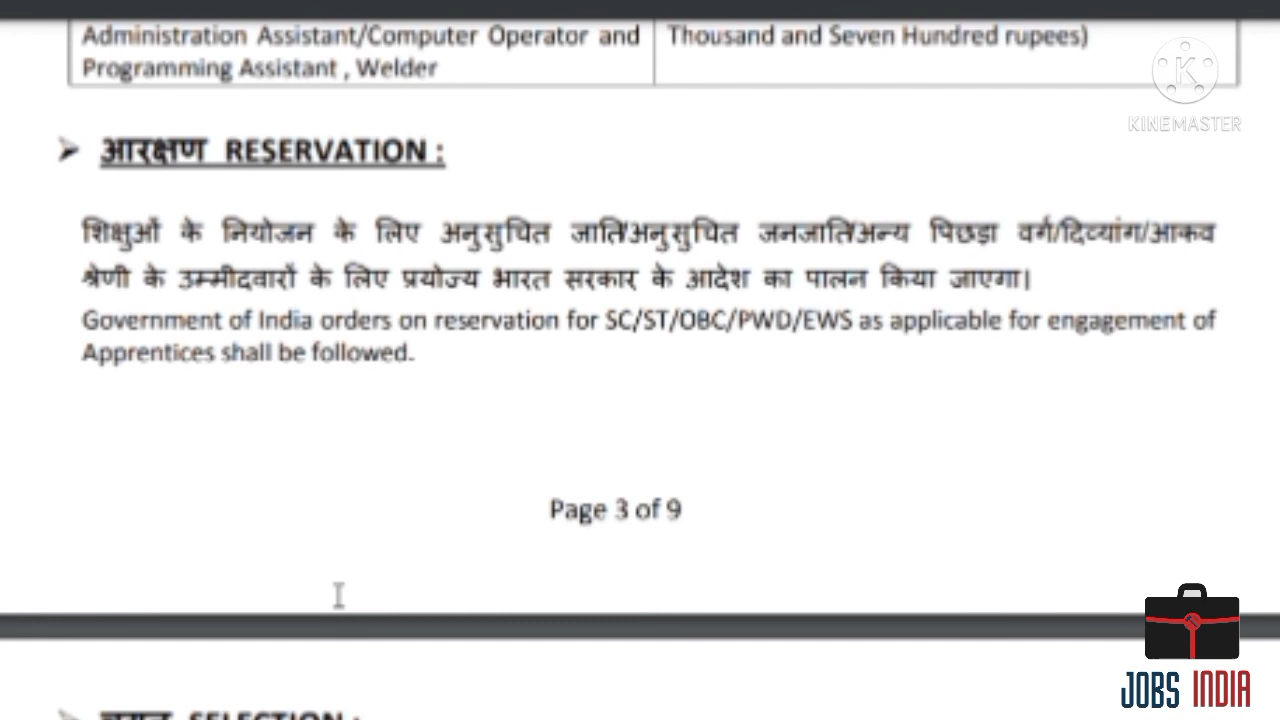 Administration Assistant/Computer Operator and
Programming Assistant , Welder
Thousand and Seven Hundred rupees)
KINEMASTER
➢ आरक्षण RESERVATION :
शिक्षुओं के नियोजन के लिए अनुसुचित जाति/अनुसुचित जनजाति/अन्य पिछड़ा वर्ग/दिव्यांग/आकव
श्रेणी के उम्मीदवारों के लिए प्रयोज्य भारत सरकार के आदेश का पालन किया जाएगा।
Government of India orders on reservation for SC/ST/OBC/PWD/EWS as applicable for engagement of
Apprentices shall be followed.
Page 3 of 9
➢ चयन SELECTION :
JOBS INDIA